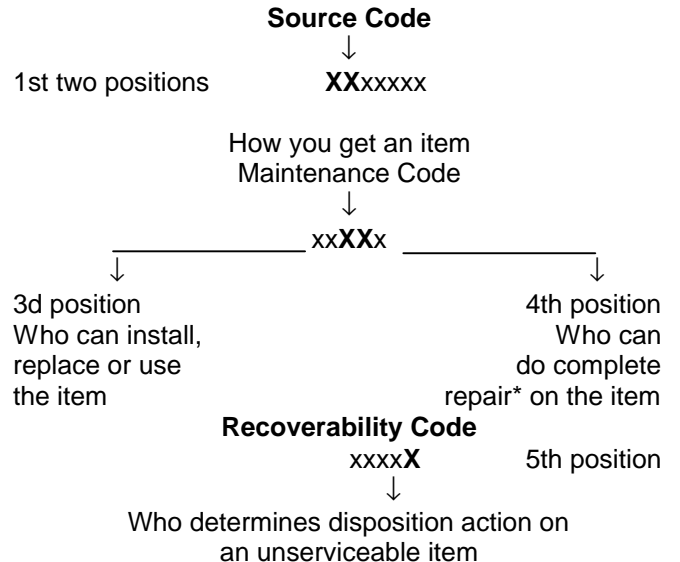 Source Code
↓
1st two positions XXxxxxx
How you get an item
Maintenance Code
↓
xxXXx
↓ ↓
3d position 4th position
Who can install, Who can
replace or use do complete
the item repair* on the item
Recoverability Code
xxxxX 5th position
↓
Who determines disposition action on
an unserviceable item